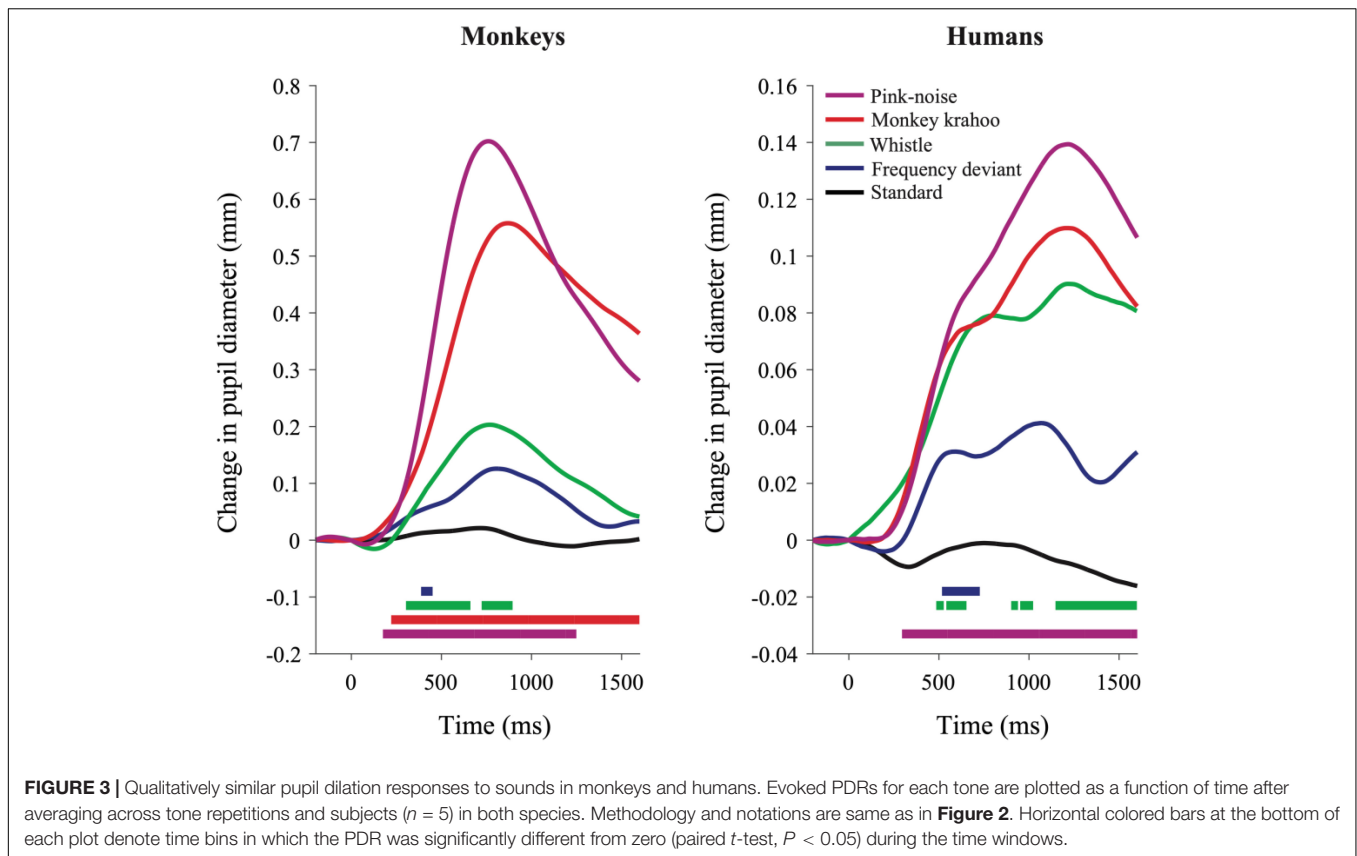 Monkeys
Humans
Change in pupil diameter (mm)
0.8
0.7
0.6
0.5
0.4
0.3
0.2
0.1
0
-0.1
-0.2
0
500
1000
1500
Time (ms)
Change in pupil diameter (mm)
0.16
0.14
0.12
0.1
0.08
0.06
0.04
0.02
0
-0.02
-0.04
Pink-noise
Monkey krahoo
Whistle
Frequency deviant
Standard
0
500
1000
1500
Time (ms)
FIGURE 3 | Qualitatively similar pupil dilation responses to sounds in monkeys and humans. Evoked PDRs for each tone are plotted as a function of time after
averaging across tone repetitions and subjects (n = 5) in both species. Methodology and notations are same as in Figure 2. Horizontal colored bars at the bottom of
each plot denote time bins in which the PDR was significantly different from zero (paired t-test, P < 0.05) during the time windows.